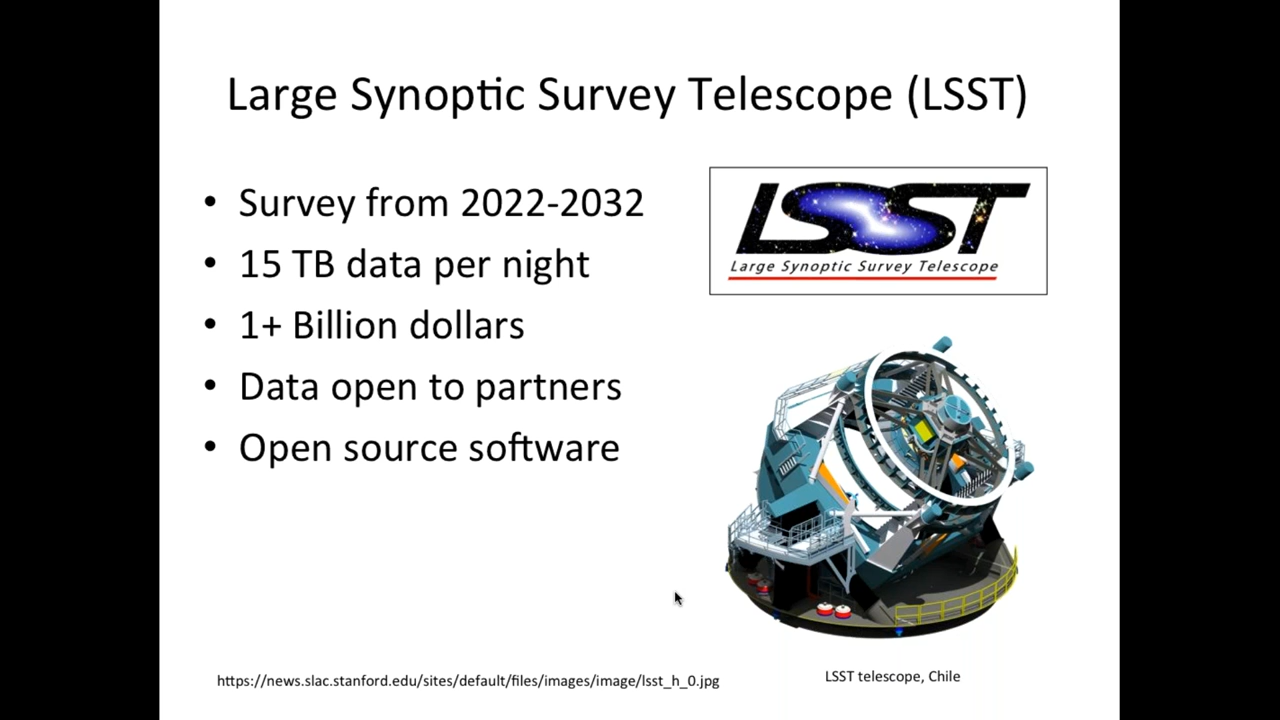 Large Synoptic Survey Telescope (LSST)
• Survey from 2022-2032
• 15 TB data per night
• 1+ Billion dollars
• Data open to partners
• Open source software
LSST
Large Synoptic Survey Telescope
https://news.slac.stanford.edu/sites/default/files/images/image/lsst_h_0.jpg
LSST telescope, Chile